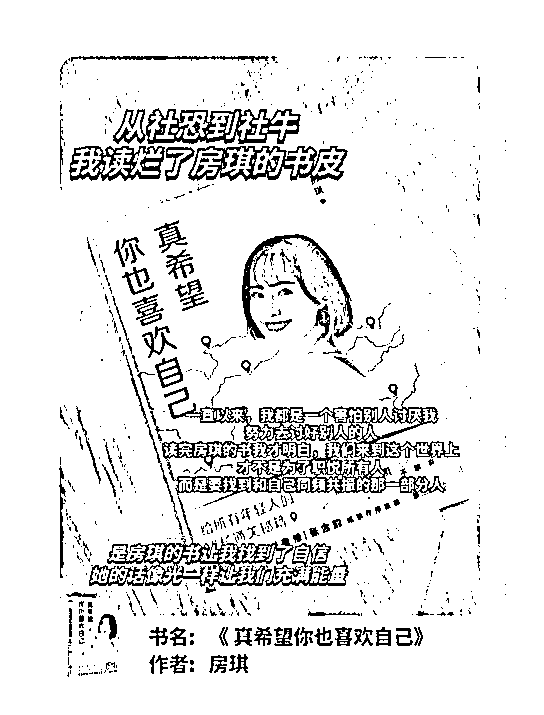 从社恐到社牛
我读烂了房琪的书皮
真希望
你也喜欢自己
一直以来，我都是一个害怕别人讨厌我
努力去讨好别人的人
读完房琪的书我才明白，我们来到这个世界上
才不是为了取悦所有人
而是要找到和自己同频共振的那一部分人
给所有年轻人的
是房琪的书让我找到了自信
她的话像光一样让我们充满能量
书名：《真希望你也喜欢自己》
作者：房琪